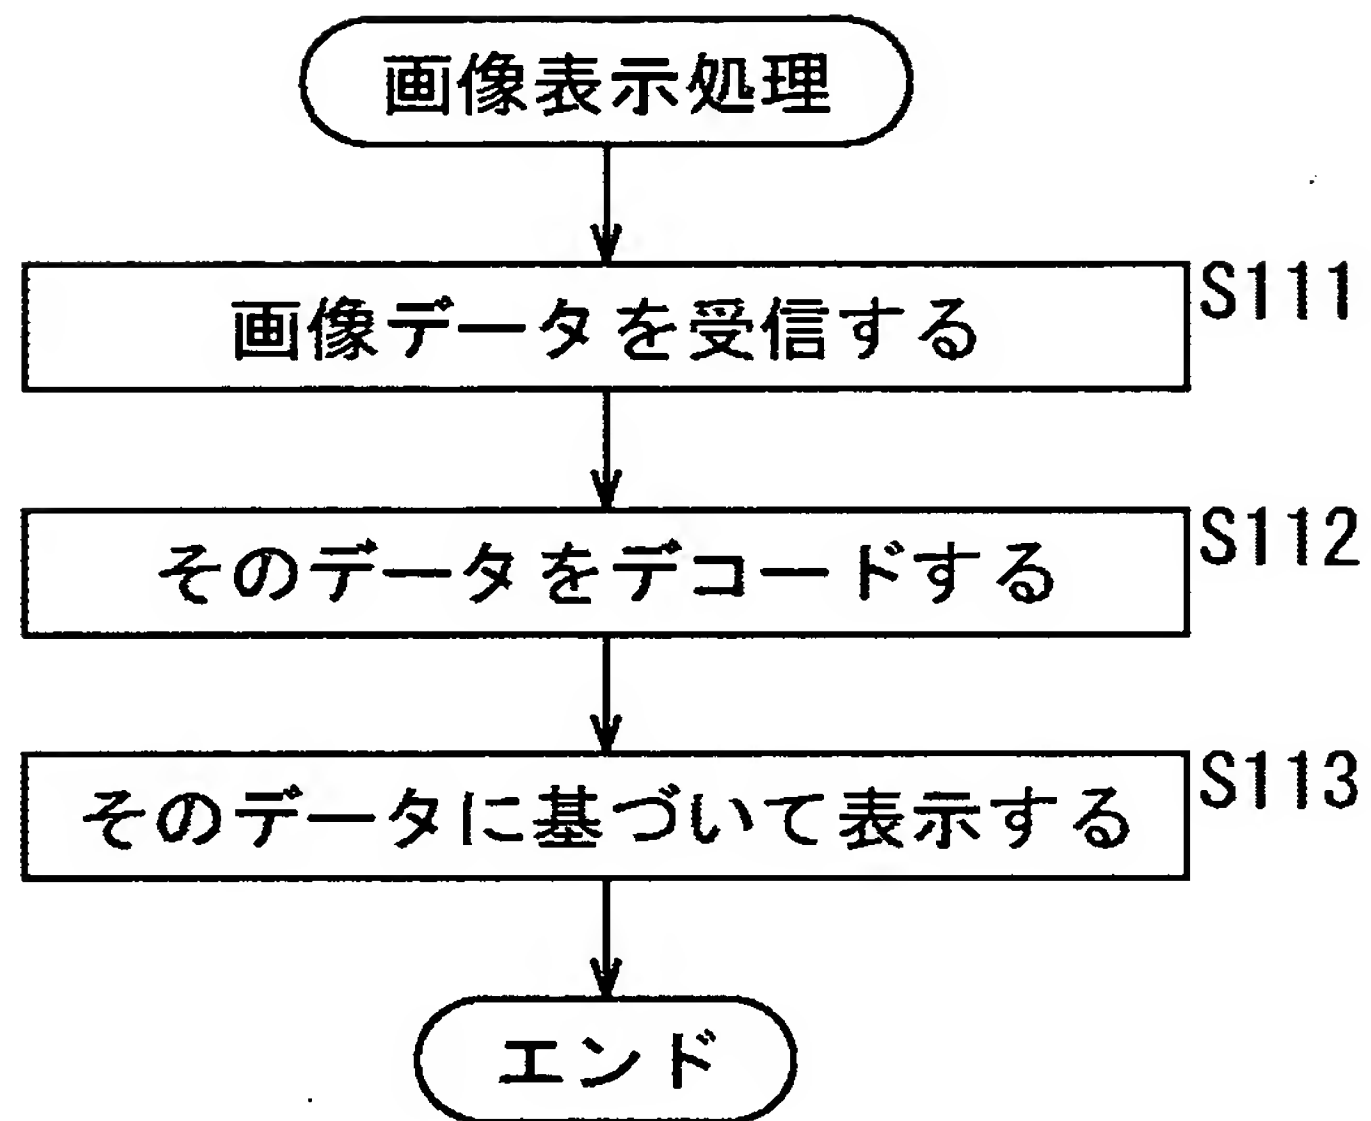 画像表示処理
画像データを受信する
S111
そのデータをデコードする
S112
そのデータに基づいて表示する
S113
エンド